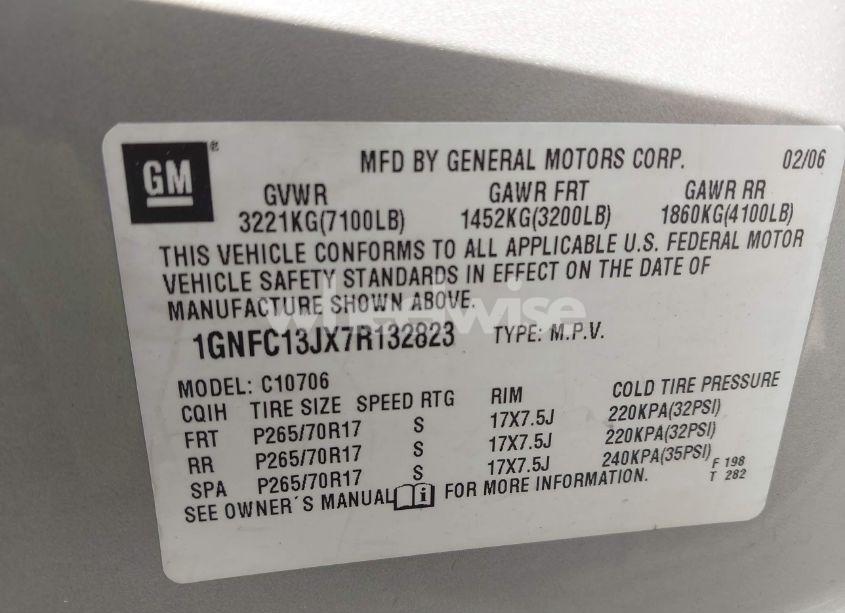 GM®
MFD BY GENERAL MOTORS CORP. 02/06
GVWR GAWR FRT GAWR RR
3221KG(7100LB) 1452KG(3200LB) 1860KG(4100LB)
THIS VEHICLE CONFORMS TO ALL APPLICABLE U.S. FEDERAL MOTOR
VEHICLE SAFETY STANDARDS IN EFFECT ON THE DATE OF
MANUFACTURE SHOWN ABOVE.
wheelwise
1GNFC13JX7R132823 TYPE: M.P.V.
MODEL: C10706
CQIH TIRE SIZE SPEED RTG RIM COLD TIRE PRESSURE
FRT P265/70R17 S 17X7.5J 220KPA(32PSI)
RR P265/70R17 S 17X7.5J 220KPA(32PSI)
SPA P265/70R17 S 17X7.5J 240KPA(35PSI)
F 198
T 282
SEE OWNER´S MANUAL i FOR MORE INFORMATION.